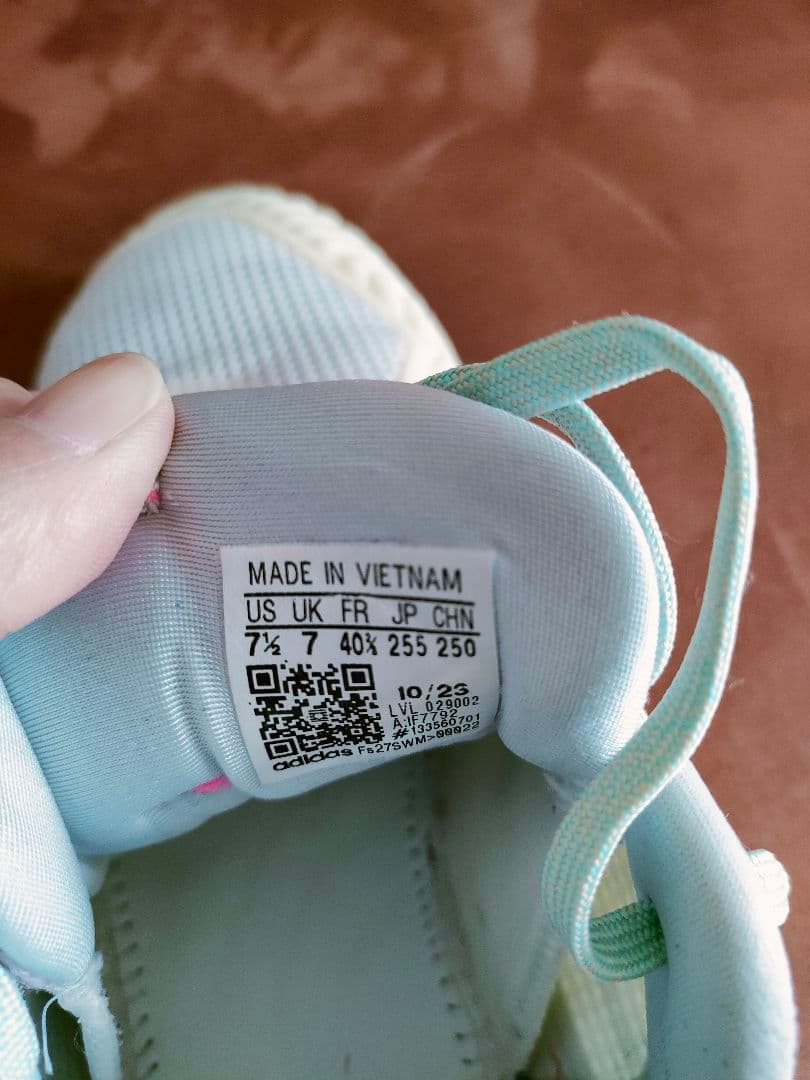 MADE IN VIETNAM
US UK FR JP CHN
7½ 7 40⅔ 255 250
10/23
LVL 029002
A:IF7792
#133560701
adidas Fs27SWM>00022